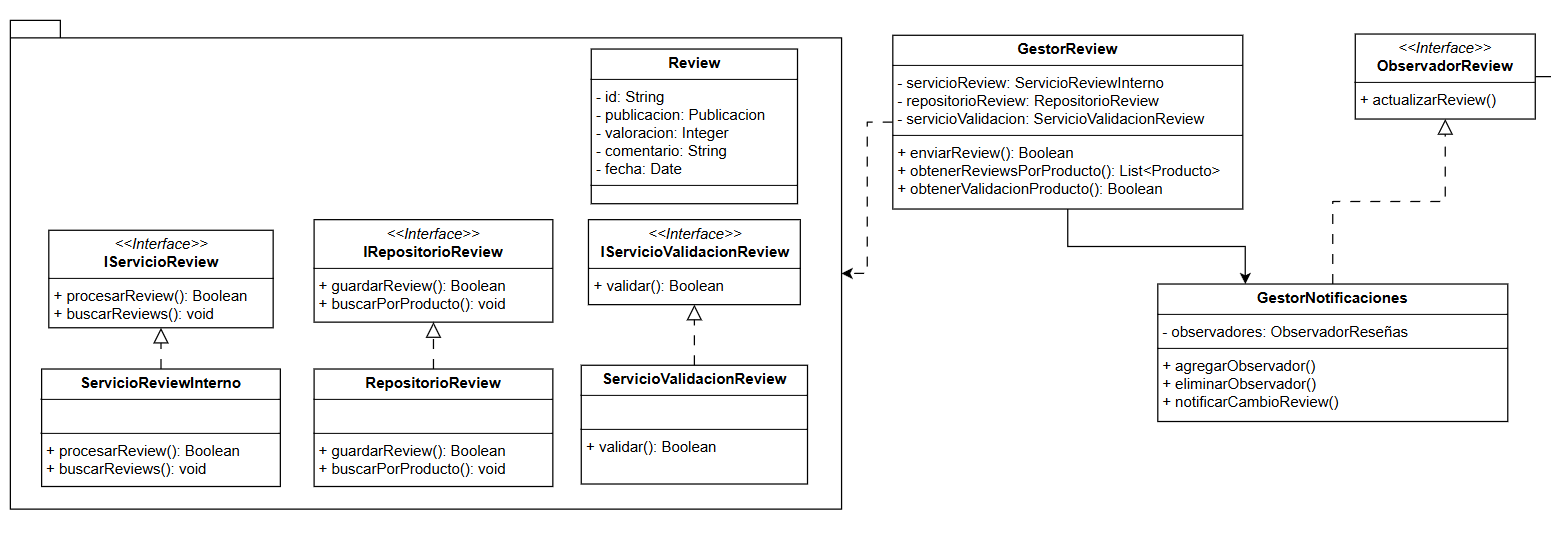 Review
- id: String
- publicacion: Publicacion
- valoracion: Integer
- comentario: String
- fecha: Date
<<Interface>>
IServicioReview
+ procesarReview(): Boolean
+ buscarReviews(): void
<<Interface>>
IRepositorioReview
+ guardarReview(): Boolean
+ buscarPorProducto(): void
<<Interface>>
IServicioValidacionReview
+ validar(): Boolean
ServicioReviewInterno
+ procesarReview(): Boolean
+ buscarReviews(): void
RepositorioReview
+ guardarReview(): Boolean
+ buscarPorProducto(): void
ServicioValidacionReview
+ validar(): Boolean
GestorReview
- servicioReview: ServicioReviewInterno
- repositorioReview: RepositorioReview
- servicioValidacion: ServicioValidacionReview
+ enviarReview(): Boolean
+ obtenerReviewsPorProducto(): List<Producto>
+ obtenerValidacionProducto(): Boolean
<<Interface>>
ObservadorReview
+ actualizarReview()
GestorNotificaciones
- observadores: ObservadorReseñas
+ agregarObservador()
+ eliminarObservador()
+ notificarCambioReview()